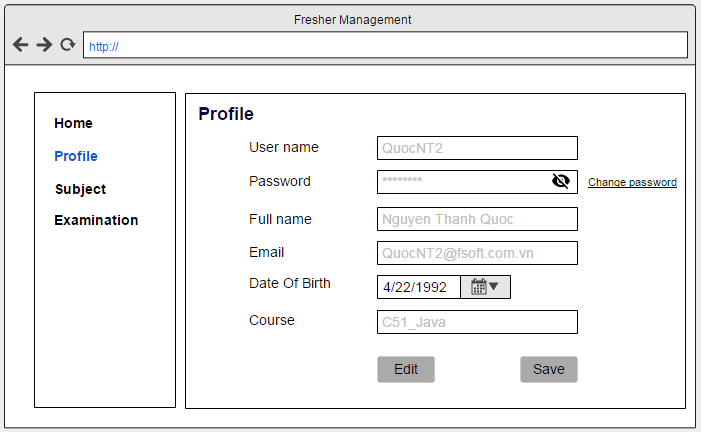 Fresher Management
http://
Home
Profile
Subject
Examination
Profile
User name QuocNT2
Password ******** Change password
Full name Nguyen Thanh Quoc
Email QuocNT2@fsoft.com.vn
Date Of Birth 4/22/1992
Course C51_Java
Edit Save